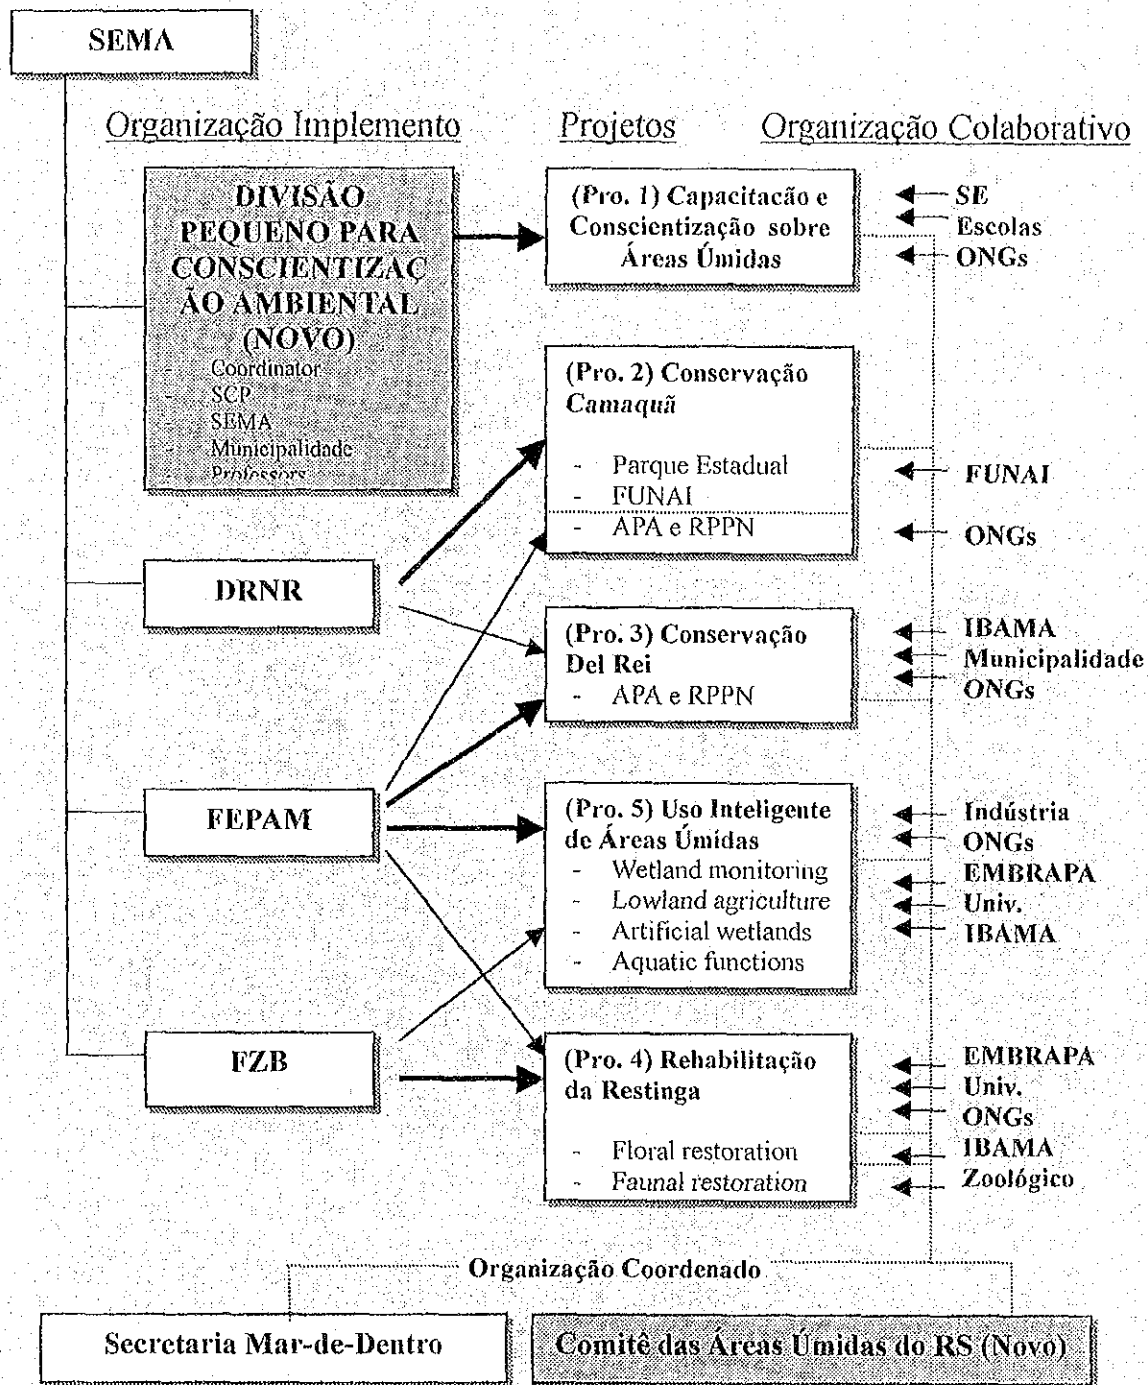 SEMA
Organização Implemento
Projetos
Organização Colaborativo
DIVISÃO
PEQUENO PARA
CONSCIENTIZAÇ
ÃO AMBIENTAL
(NOVO)
- Coordinator
- SCP
- SEMA
- Municipalidade
- Professors
(Pro. 1) Capacitacão e
Conscientização sobre
Áreas Úmidas
SE
Escolas
ONGs
(Pro. 2) Conservação
Camaquã
- Parque Estadual
- FUNAI
- APA e RPPN
FUNAI
ONGs
DRNR
(Pro. 3) Conservação
Del Rei
- APA e RPPN
IBAMA
Municipalidade
ONGs
FEPAM
(Pro. 5) Uso Inteligente
de Áreas Úmidas
- Wetland monitoring
- Lowland agriculture
- Artificial wetlands
- Aquatic functions
Indústria
ONGs
EMBRAPA
Univ.
IBAMA
FZB
(Pro. 4) Rehabilitação
da Restinga
- Floral restoration
- Faunal restoration
EMBRAPA
Univ.
ONGs
IBAMA
Zoológico
Organização Coordenado
Secretaria Mar-de-Dentro
Comitê das Áreas Úmidas do RS (Novo)